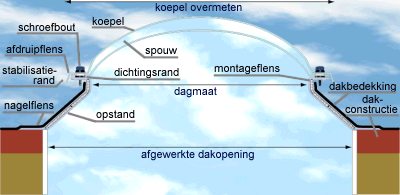 koepel overmeten
schroefbout
koepel
afdruipflens
spouw
stabilisatie-
rand
dichtingsrand
montageflens
dagmaat
dakbedekking
nagelflens
opstand
dak-
constructie
afgewerkte dakopening